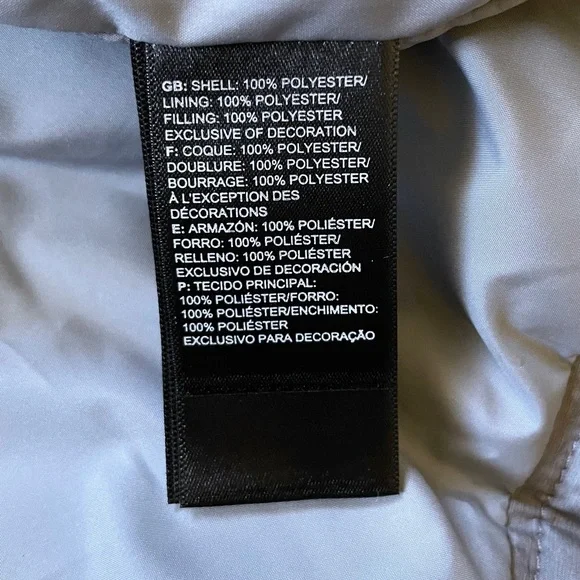 GB: SHELL: 100% POLYESTER/
LINING: 100% POLYESTER/
FILLING: 100% POLYESTER
EXCLUSIVE OF DECORATION
F: COQUE: 100% POLYESTER/
DOUBLURE: 100% POLYESTER/
BOURRAGE: 100% POLYESTER
À L'EXCEPTION DES
DÉCORATIONS
E: ARMAZÓN: 100% POLIÉSTER/
FORRO: 100% POLIÉSTER/
RELLENO: 100% POLIÉSTER
EXCLUSIVO DE DECORACIÓN
P: TECIDO PRINCIPAL:
100% POLIÉSTER/FORRO:
100% POLIÉSTER/ENCHIMENTO:
100% POLIÉSTER
EXCLUSIVO PARA DECORAÇÃO